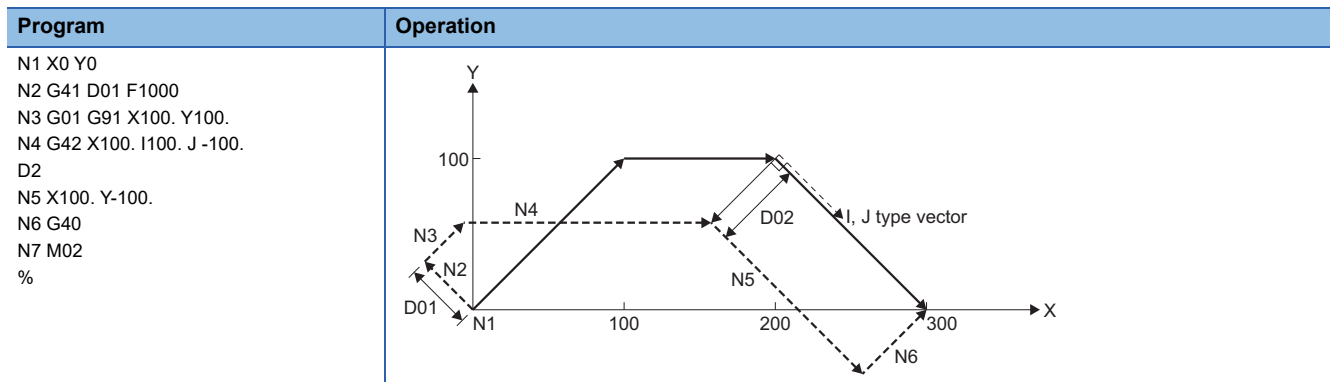 Program
Operation
N1 X0 Y0
N2 G41 D01 F1000
N3 G01 G91 X100. Y100.
N4 G42 X100. I100. J -100.
D2
N5 X100. Y-100.
N6 G40
N7 M02
%
Y
100
N4
N3
N2
D01
N1
D02
I, J type vector
N5
100
200
300
X
N6